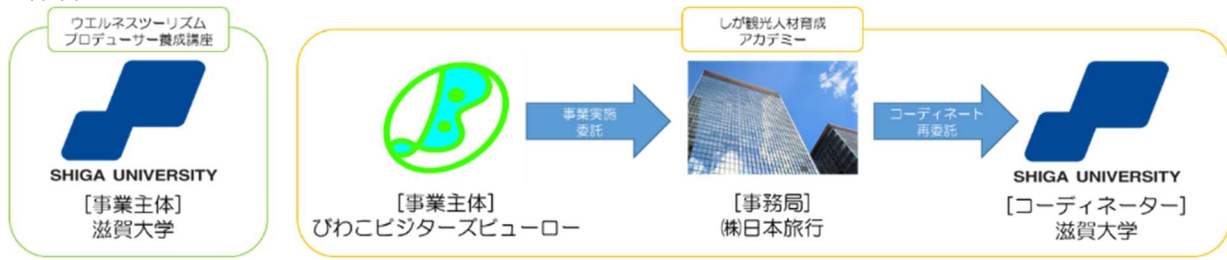 ウエルネスツーリズム
プロデューサー養成講座
SHIGA UNIVERSITY
[事業主体]
滋賀大学
しが観光人材育成
アカデミー
[事業主体]
びわこビジターズビューロー
事業実施
委託
[事務局]
㈱日本旅行
コーディネート
再委託
SHIGA UNIVERSITY
[コーディネーター]
滋賀大学